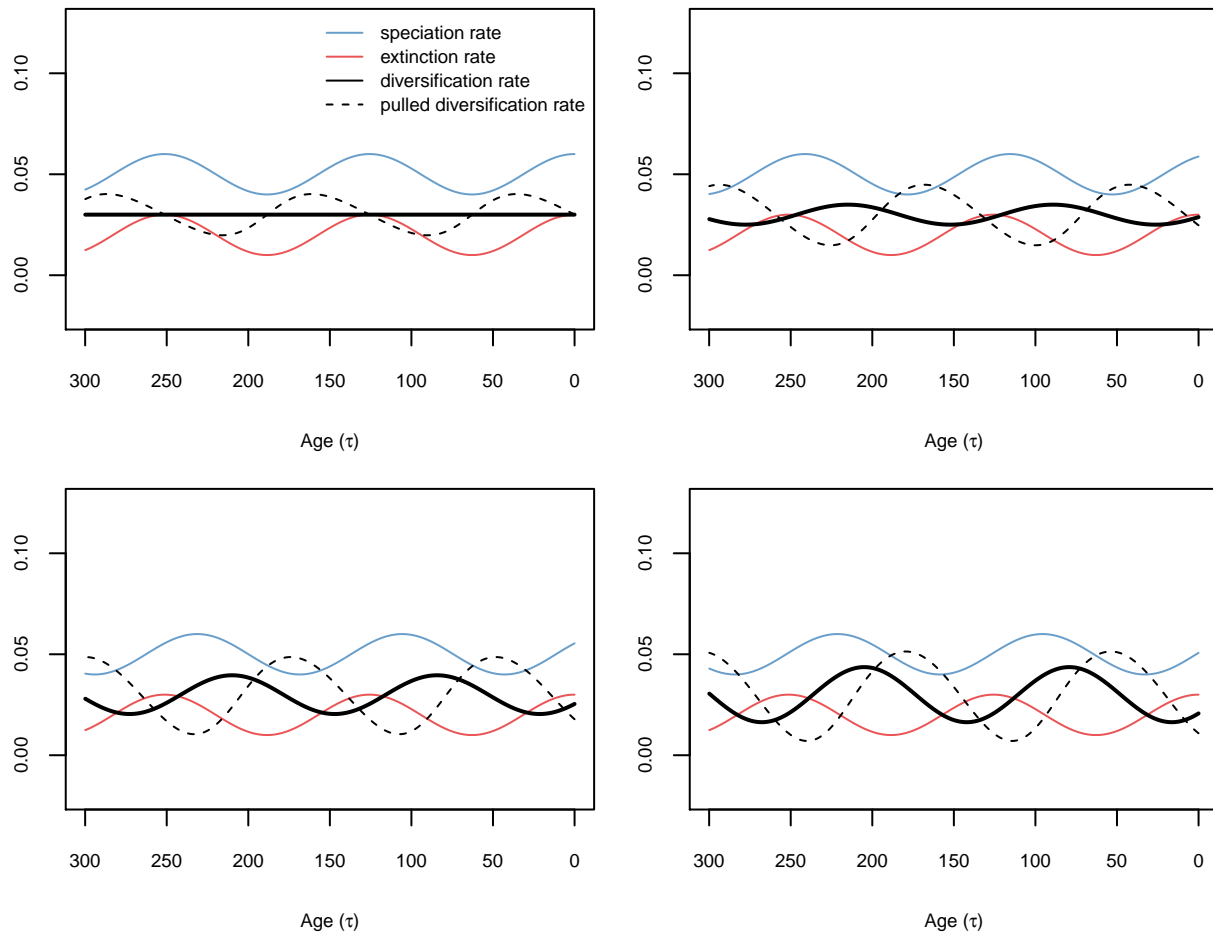 speciation rate
extinction rate
diversification rate
pulled diversification rate
0.00 0.05 0.10
300 250 200 150 100 50 0
Age (τ)
0.00 0.05 0.10
300 250 200 150 100 50 0
Age (τ)
0.00 0.05 0.10
300 250 200 150 100 50 0
Age (τ)
0.00 0.05 0.10
300 250 200 150 100 50 0
Age (τ)